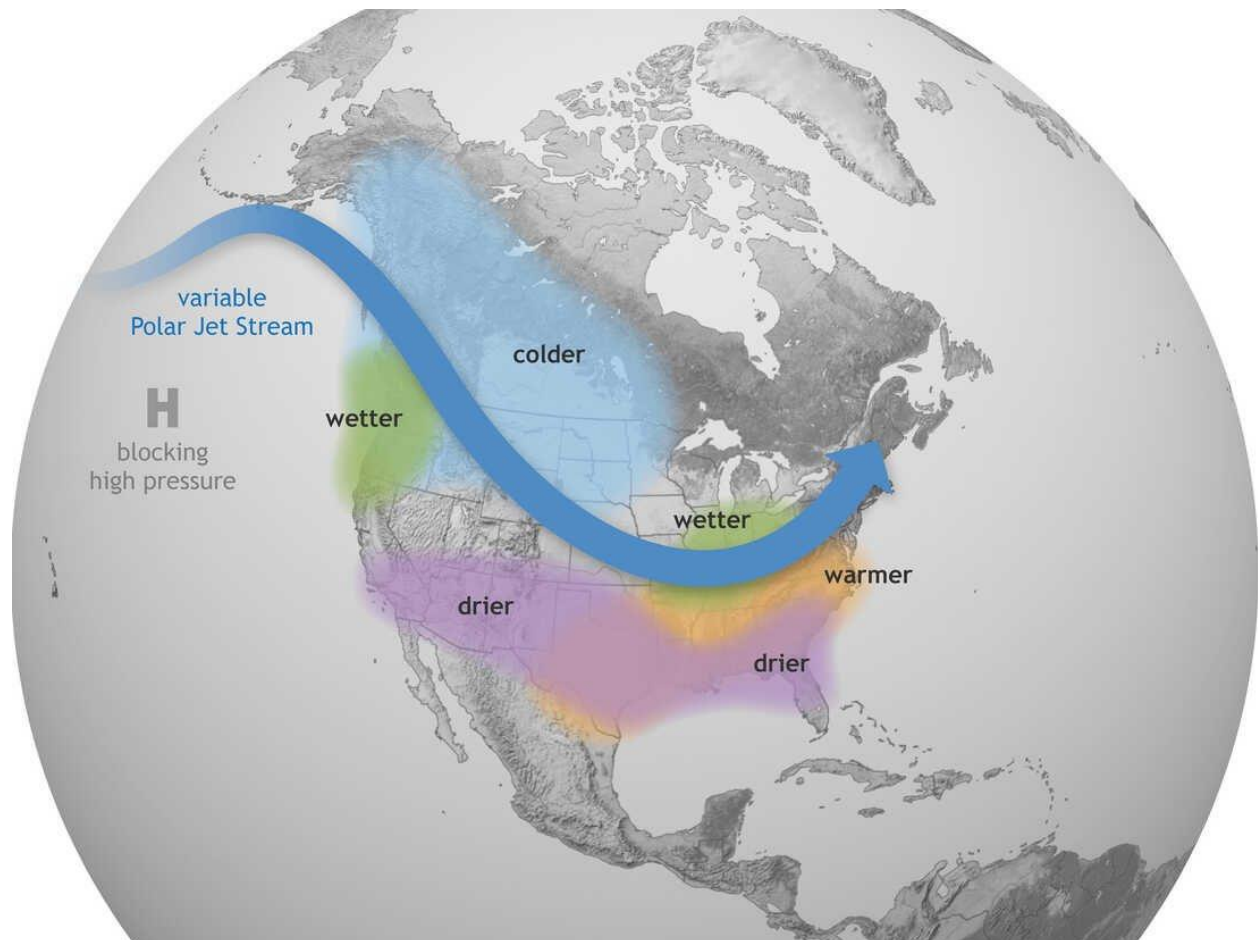 variable
Polar Jet Stream
colder
H
blocking
high pressure
wetter
wetter
warmer
drier
drier